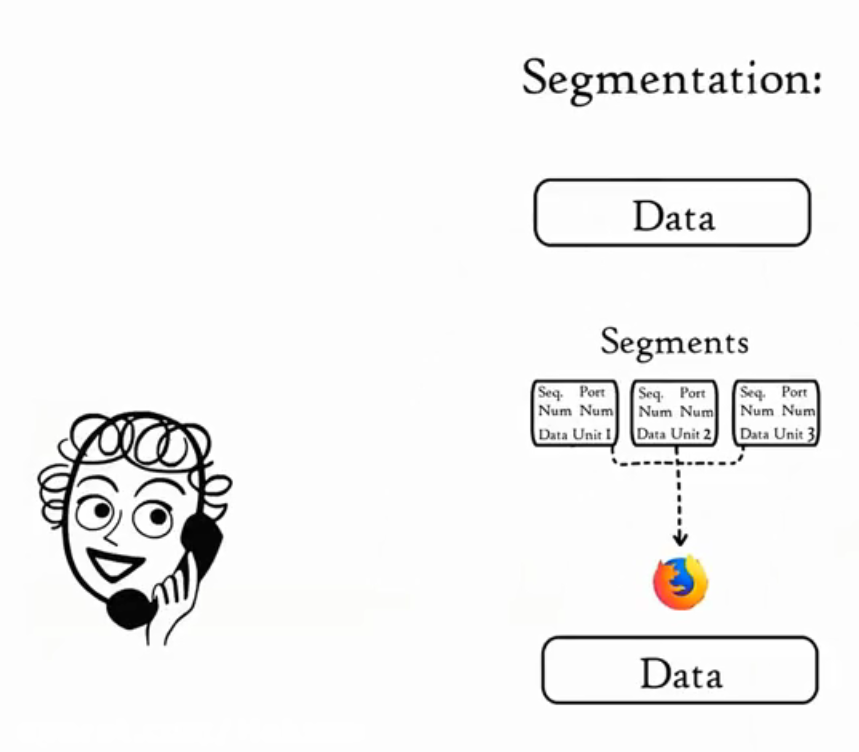 Segmentation:
Data
Segments
Seq. Port
Num Num
Data Unit 1
Seq. Port
Num Num
Data Unit 2
Seq. Port
Num Num
Data Unit 3
Data